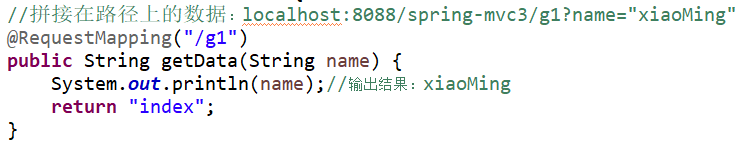 //拼接在路径上的数据：localhost:8088/spring-mvc3/g1?name="xiaoMing"
@RequestMapping("/g1")
public String getData(String name) {
    System.out.println(name);//输出结果：xiaoMing
    return "index";
}